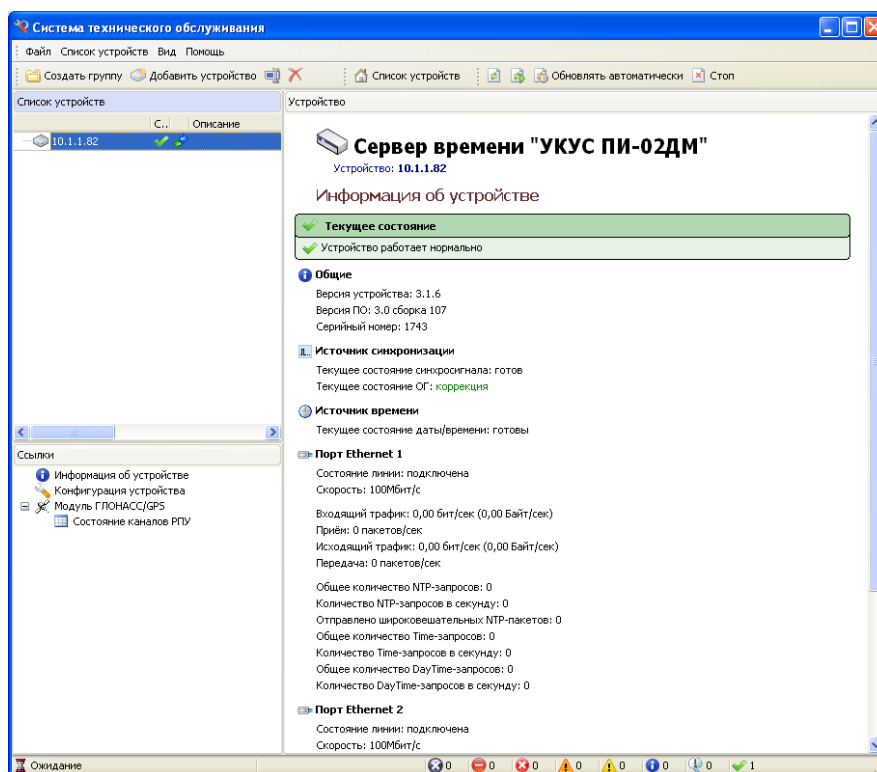 Система технического обслуживания
Файл Список устройств Вид Помощь
Создать группу Добавить устройство Список устройств Обновлять автоматически Стоп
Список устройств
С.. Описание
10.1.1.82
Ссылки
Информация об устройстве
Конфигурация устройства
Модуль ГЛОНАСС/GPS
Состояние каналов РПУ
Устройство
Сервер времени "УКУС ПИ-02ДМ"
Устройство: 10.1.1.82
Информация об устройстве
Текущее состояние
Устройство работает нормально
Общие
Версия устройства: 3.1.6
Версия ПО: 3.0 сборка 107
Серийный номер: 1743
Источник синхронизации
Текущее состояние синхросигнала: готов
Текущее состояние ОГ: коррекция
Источник времени
Текущее состояние даты/времени: готовы
Порт Ethernet 1
Состояние линии: подключена
Скорость: 100Мбит/с
Входящий трафик: 0,00 бит/сек (0,00 Байт/сек)
Приём: 0 пакетов/сек
Исходящий трафик: 0,00 бит/сек (0,00 Байт/сек)
Передача: 0 пакетов/сек
Общее количество NTP-запросов: 0
Количество NTP-запросов в секунду: 0
Отправлено широковещательных NTP-пакетов: 0
Общее количество Time-запросов: 0
Количество Time-запросов в секунду: 0
Общее количество DayTime-запросов: 0
Количество DayTime-запросов в секунду: 0
Порт Ethernet 2
Состояние линии: подключена
Скорость: 100Мбит/с
Ожидание 0 0 0 0 0 0 0 1